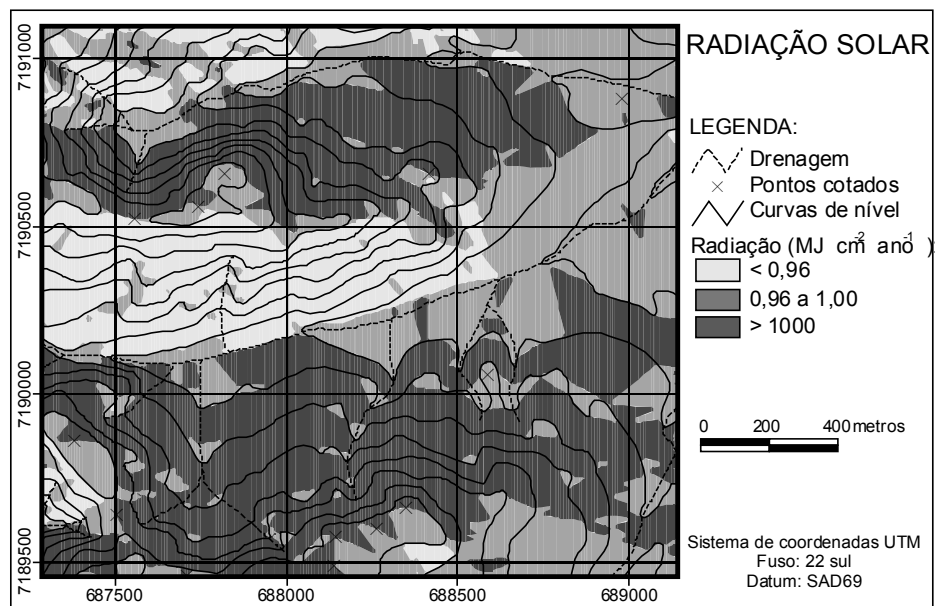 RADIAÇÃO SOLAR
LEGENDA:
Drenagem
Pontos cotados
Curvas de nível
Radiação (MJ cm-2 ano-1)
< 0,96
0,96 a 1,00
> 1000
0 200 400 metros
Sistema de coordenadas UTM
Fuso: 22 sul
Datum: SAD69
7191000
7190500
7190000
7189500
687500 688000 688500 689000